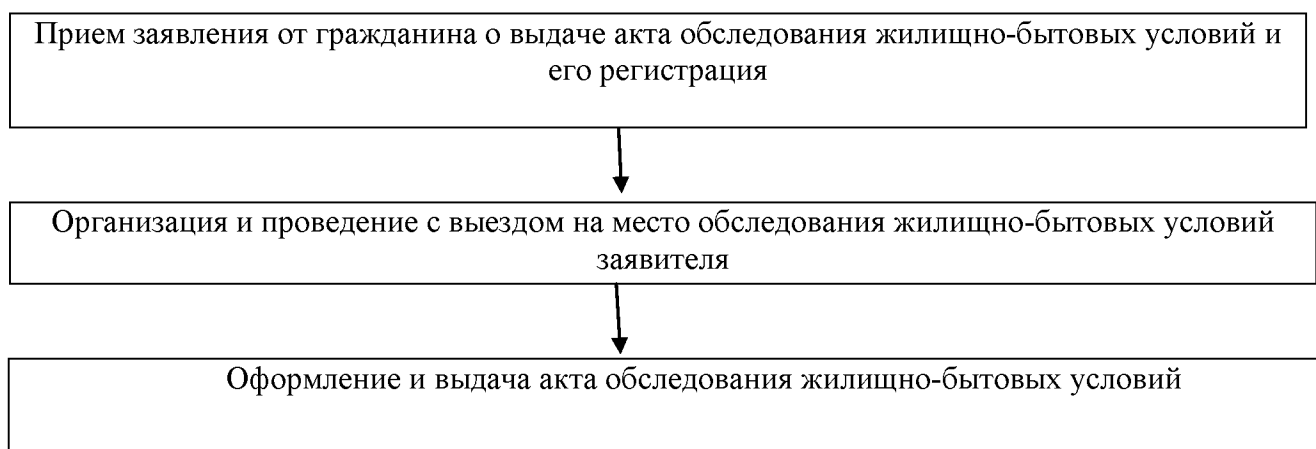 Прием заявления от гражданина о выдаче акта обследования жилищно-бытовых условий и
его регистрация
Организация и проведение с выездом на место обследования жилищно-бытовых условий
заявителя
Оформление и выдача акта обследования жилищно-бытовых условий